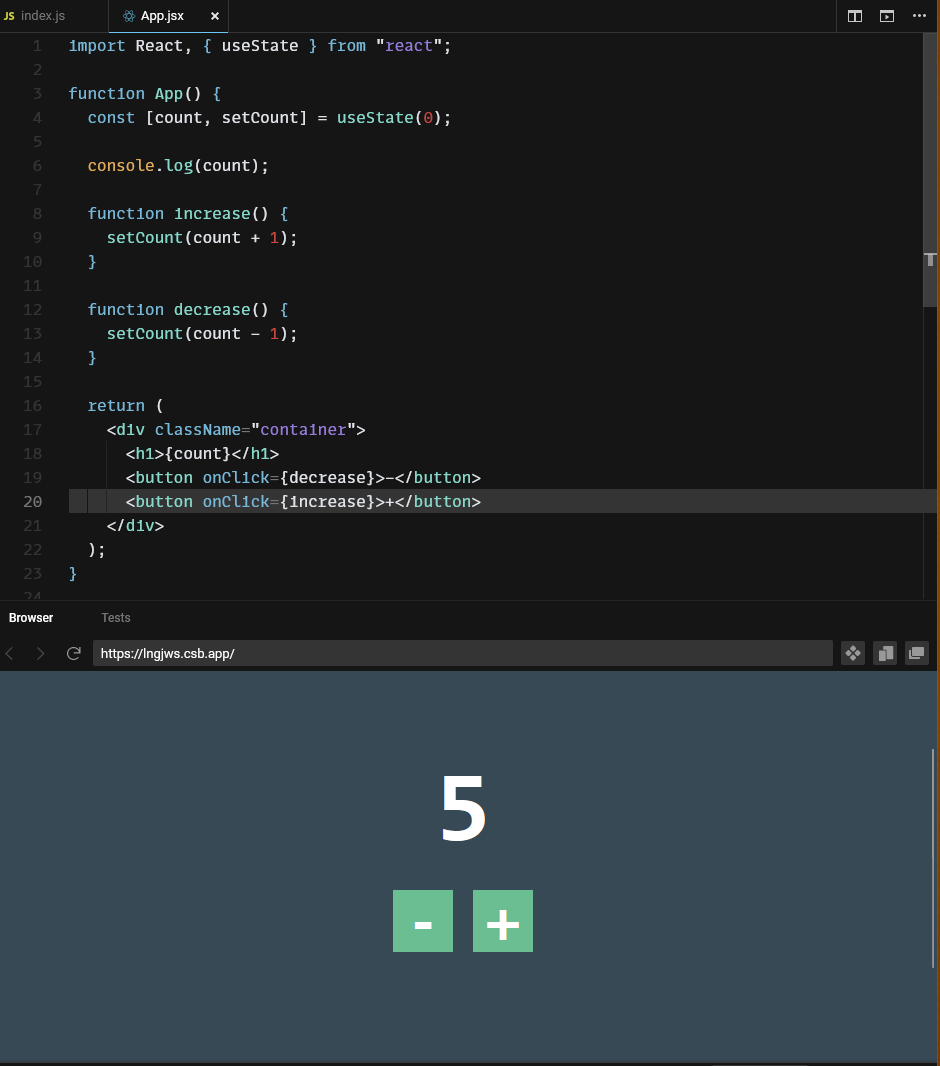 JS index.js App.jsx ×
1 import React, { useState } from "react";
2
3 function App() {
4 const [count, setCount] = useState(0);
5
6 console.log(count);
7
8 function increase() {
9 setCount(count + 1);
10 }
11
12 function decrease() {
13 setCount(count - 1);
14 }
15
16 return (
17 <div className="container">
18 <h1>{count}</h1>
19 <button onClick={decrease}>-</button>
20 <button onClick={increase}>+</button>
21 </div>
22 );
23 }
24
Browser Tests
https://lngjws.csb.app/
5
- +